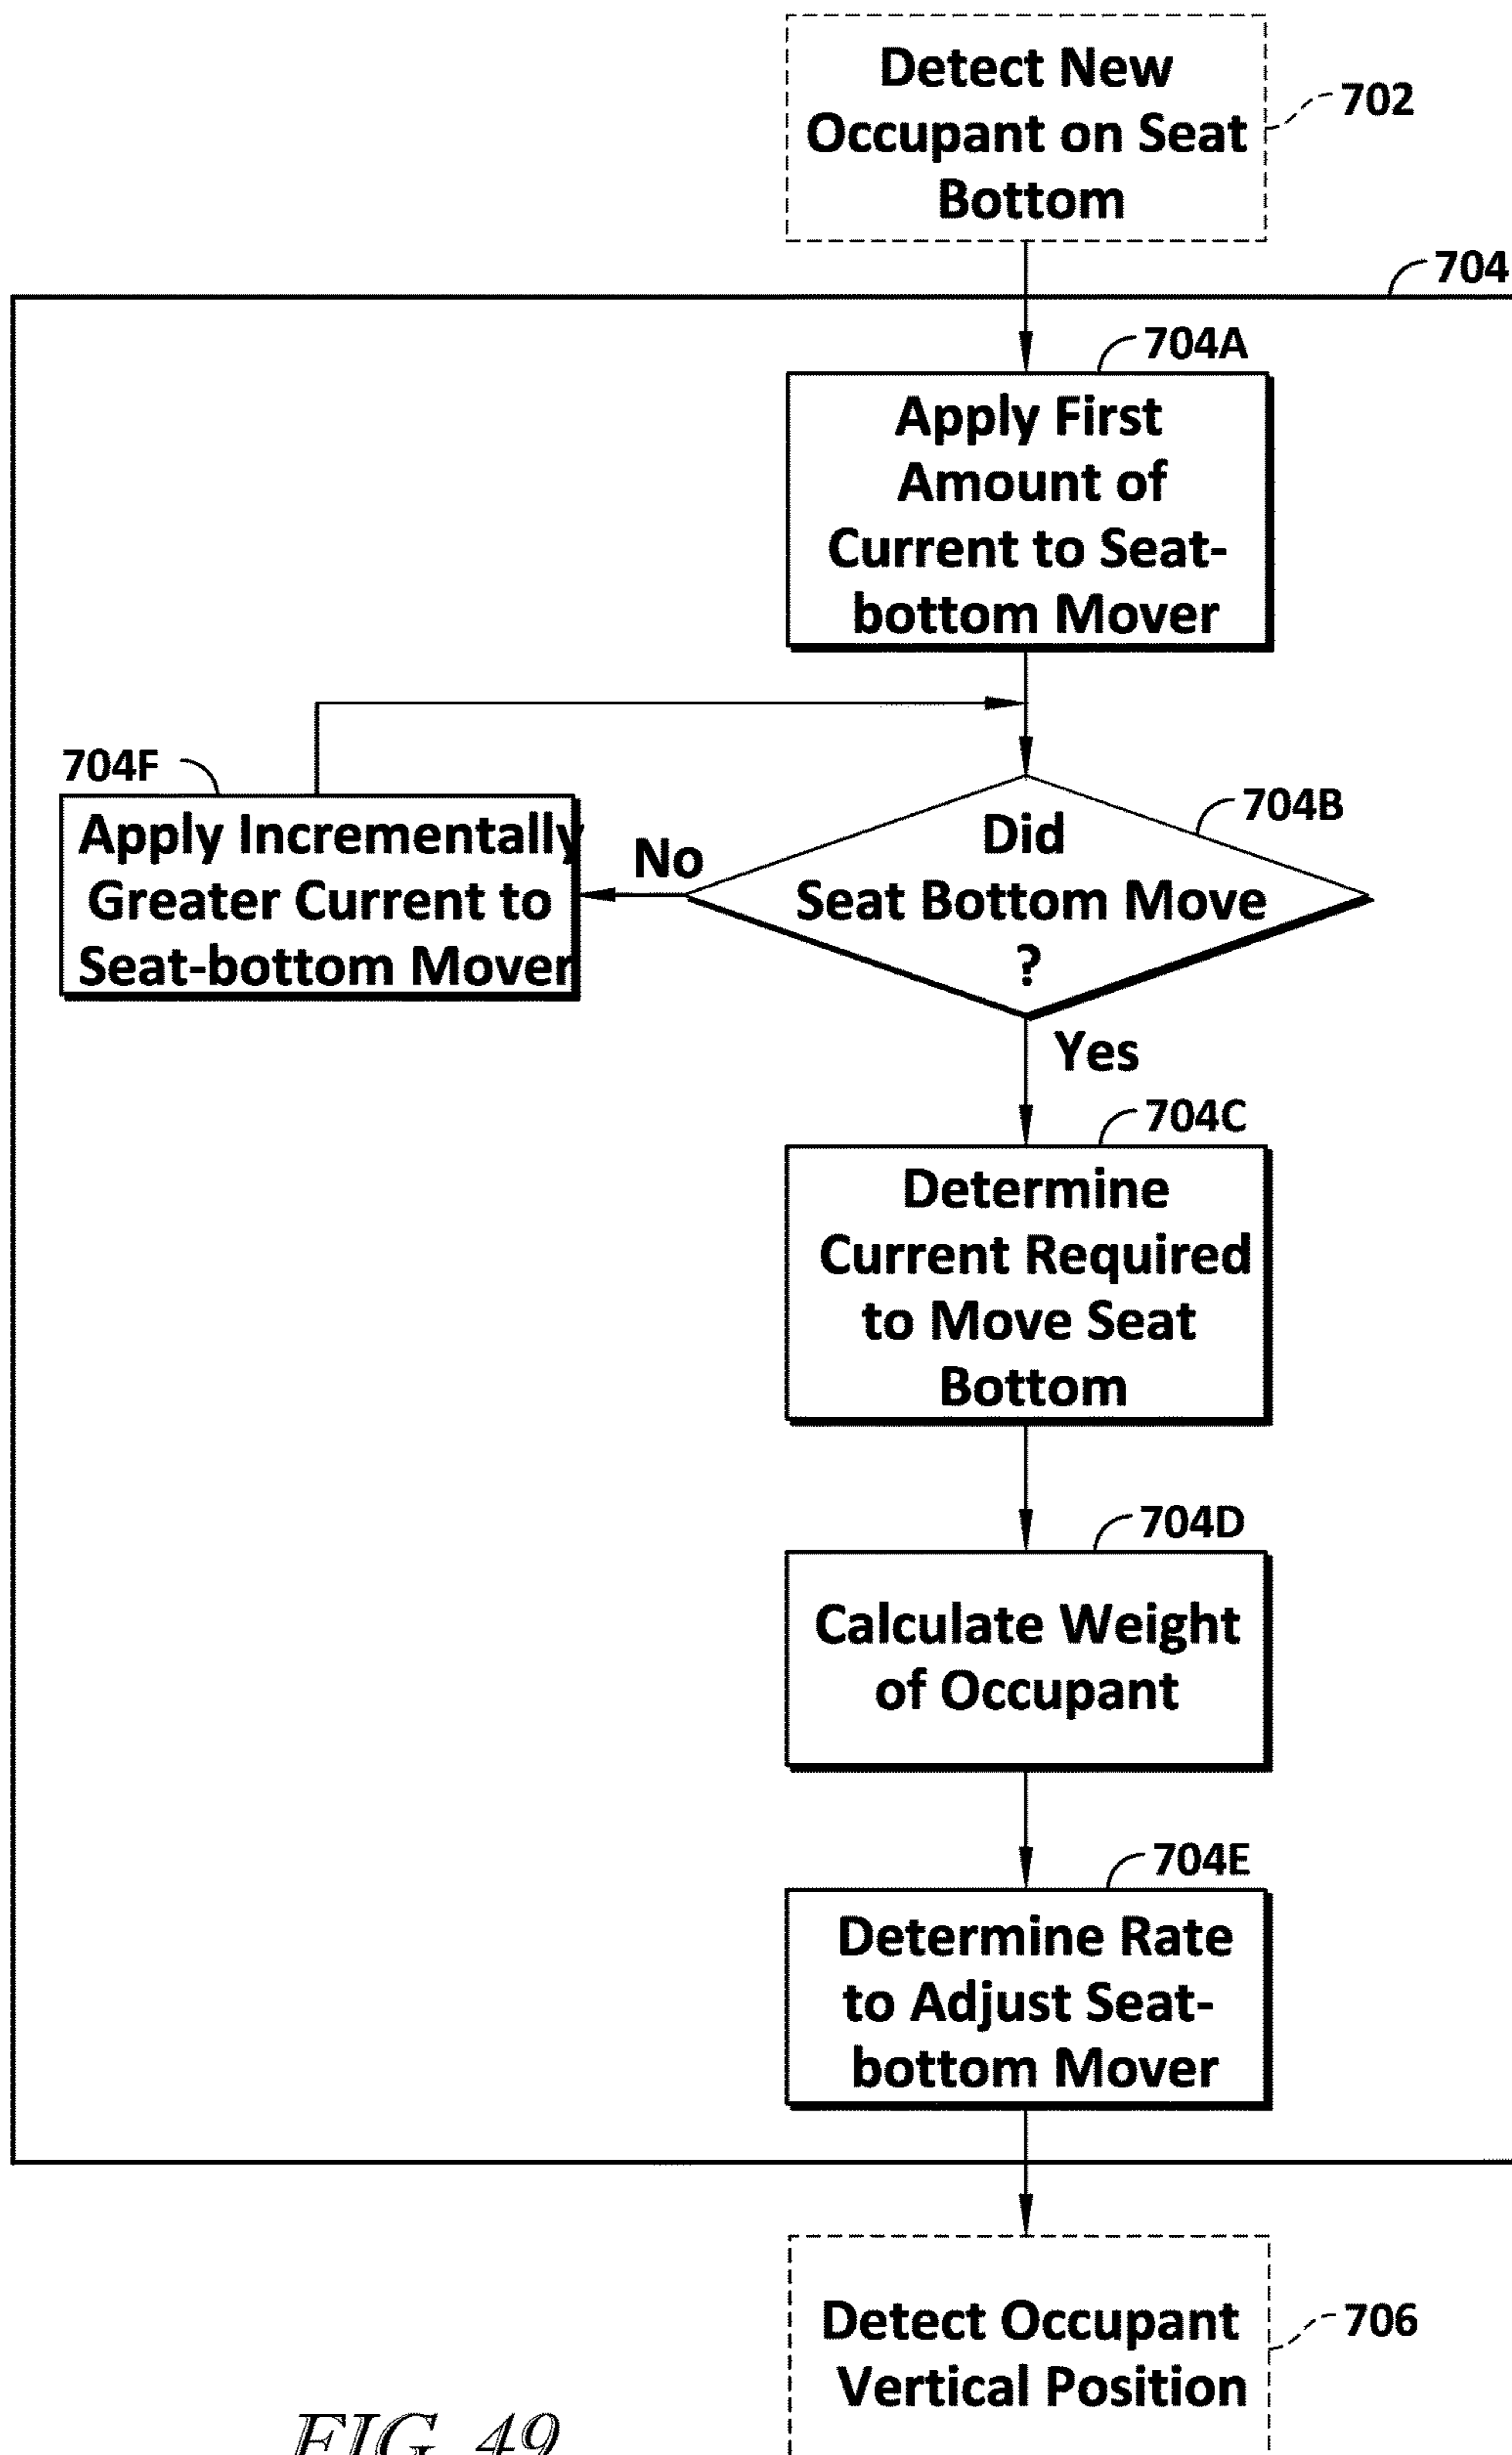 Detect New
Occupant on Seat
Bottom
702
704
704A
Apply First
Amount of
Current to Seat-
bottom Mover
704F
Apply Incrementally
Greater Current to
Seat-bottom Mover
No
704B
Did
Seat Bottom Move
?
Yes
704C
Determine
Current Required
to Move Seat
Bottom
704D
Calculate Weight
of Occupant
704E
Determine Rate
to Adjust Seat-
bottom Mover
Detect Occupant
Vertical Position
706
FIG. 49